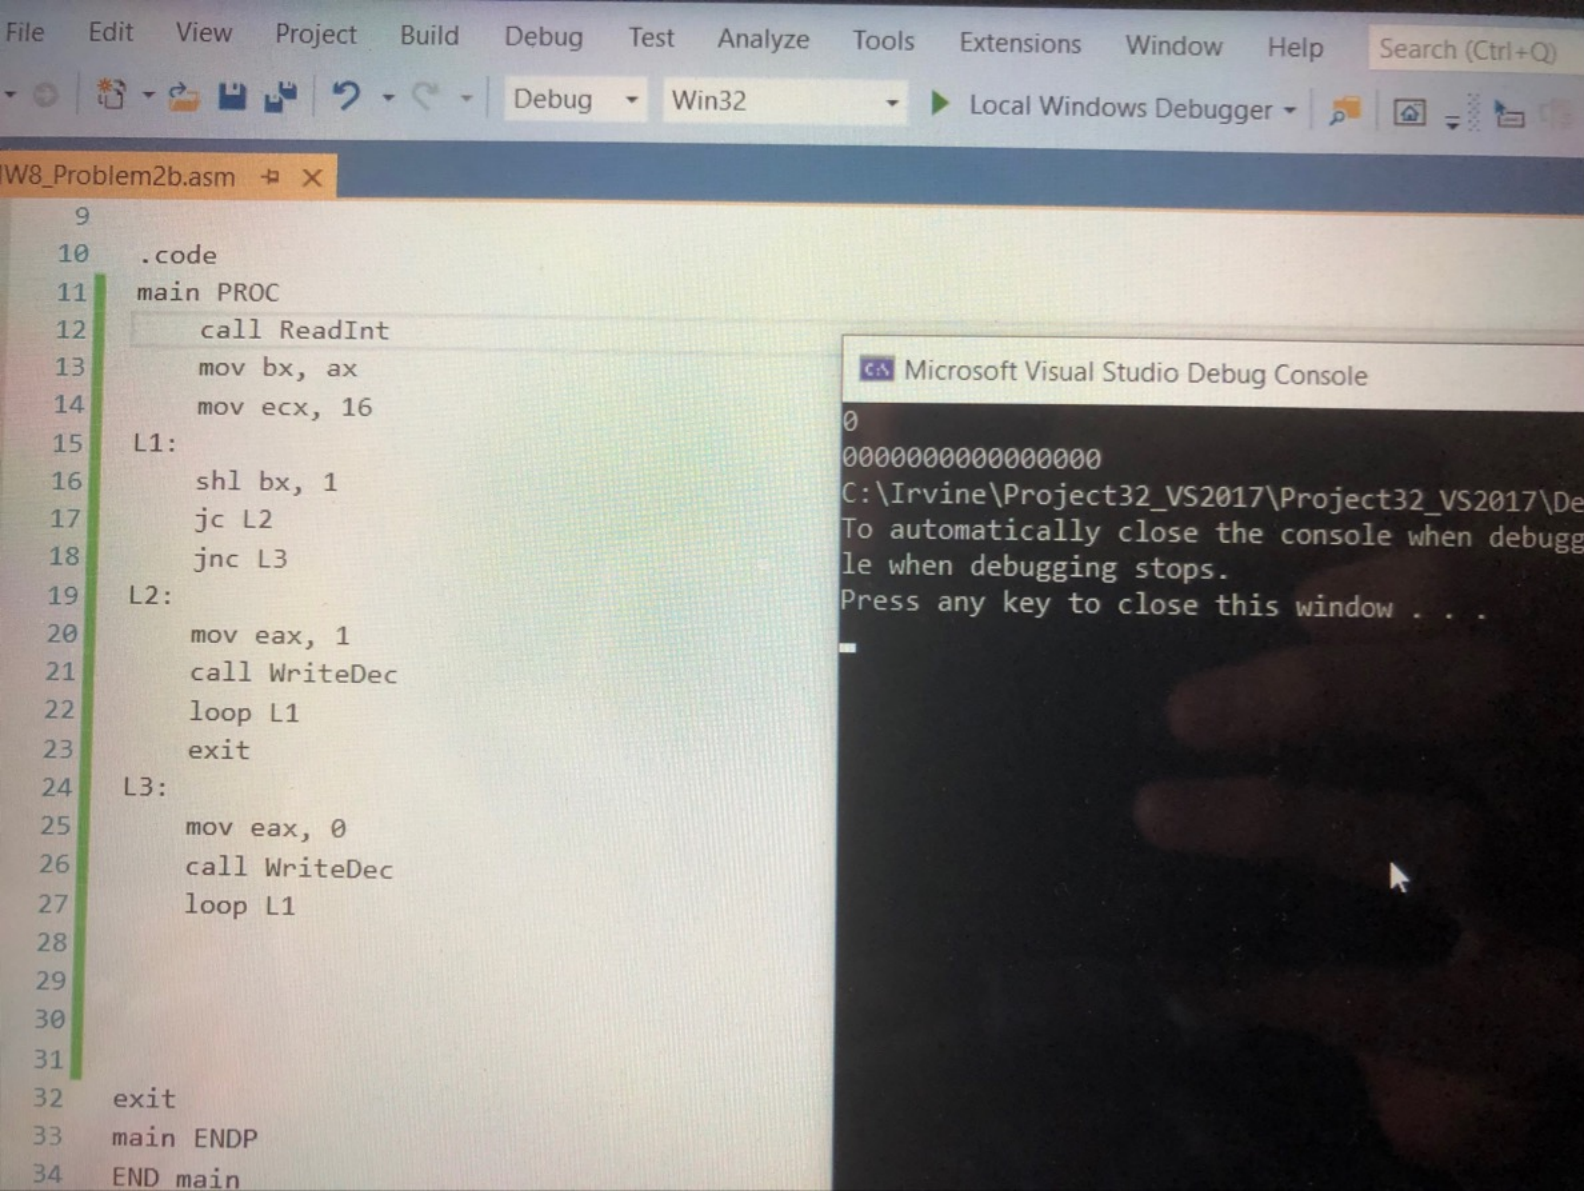 File Edit View Project Build Debug Test Analyze Tools Extensions Window Help Search (Ctrl+Q)
Debug Win32 Local Windows Debugger
W8_Problem2b.asm
9
10 .code
11 main PROC
12 call ReadInt
13 mov bx, ax
14 mov ecx, 16
15 L1:
16 shl bx, 1
17 jc L2
18 jnc L3
19 L2:
20 mov eax, 1
21 call WriteDec
22 loop L1
23 exit
24 L3:
25 mov eax, 0
26 call WriteDec
27 loop L1
28
29
30
31
32 exit
33 main ENDP
34 END main
C:\ Microsoft Visual Studio Debug Console
0
0000000000000000
C:\Irvine\Project32_VS2017\Project32_VS2017\De
To automatically close the console when debugg
le when debugging stops.
Press any key to close this window . . .